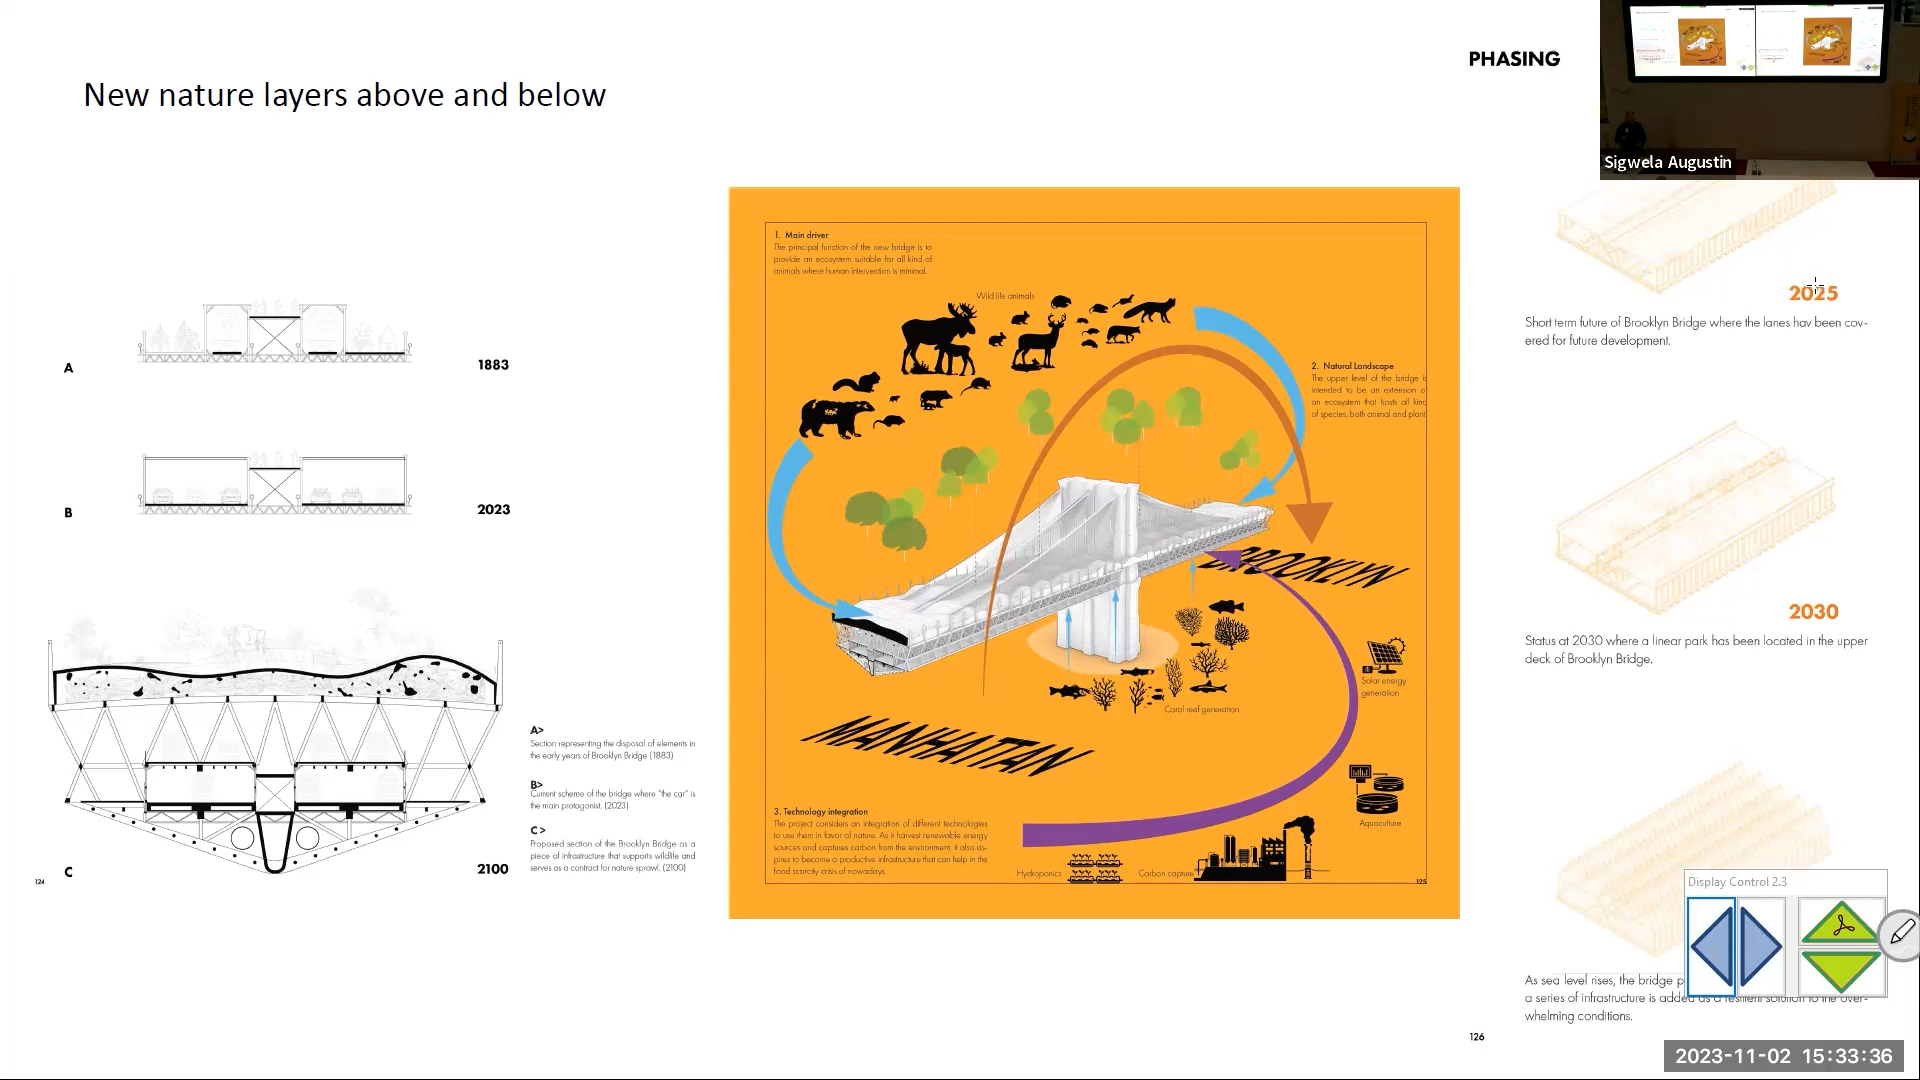 New nature layers above and below
PHASING
Sigwela Augustin
A
1883
B
2023
C
2100
124
A>
Section representing the disposal of elements in
the early years of Brooklyn Bridge (1883)
B>
Current scheme of the bridge where "the car" is
the main protagonist. (2023)
C >
Proposed section of the Brooklyn Bridge as a
piece of infrastructure that supports wildlife and
serves as a contract for nature sprawl. (2100)
1. Main driver
The principal function of the new bridge is to
provide an ecosystem suitable for all kind of
animals where human intervention is minimal.
Wild life animals
2. Natural Landscape
The upper level of the bridge is
intended to be an extension of
an ecosystem that hosts all kind
of species, both animal and plant
BROOKLYN
MANHATTAN
Coral reef generation
Solar energy
generation
Aquaculture
3. Technology integration
The project considers an integration of different technologies
to use them in favor of nature. As it harvest renewable energy
sources and captures carbon from the environment, it also as-
pires to become a productive infrastructure that can help in the
food scarcity crisis of nowadays.
Hydroponics
Carbon capture
125
2025
Short term future of Brooklyn Bridge where the lanes hav been cov-
ered for future development.
2030
Status at 2030 where a linear park has been located in the upper
deck of Brooklyn Bridge.
As sea level rises, the bridge p
a series of infrastructure is added as a resilient solution to the over-
whelming conditions.
126
Display Control 2.3
2023-11-02 15:33:36